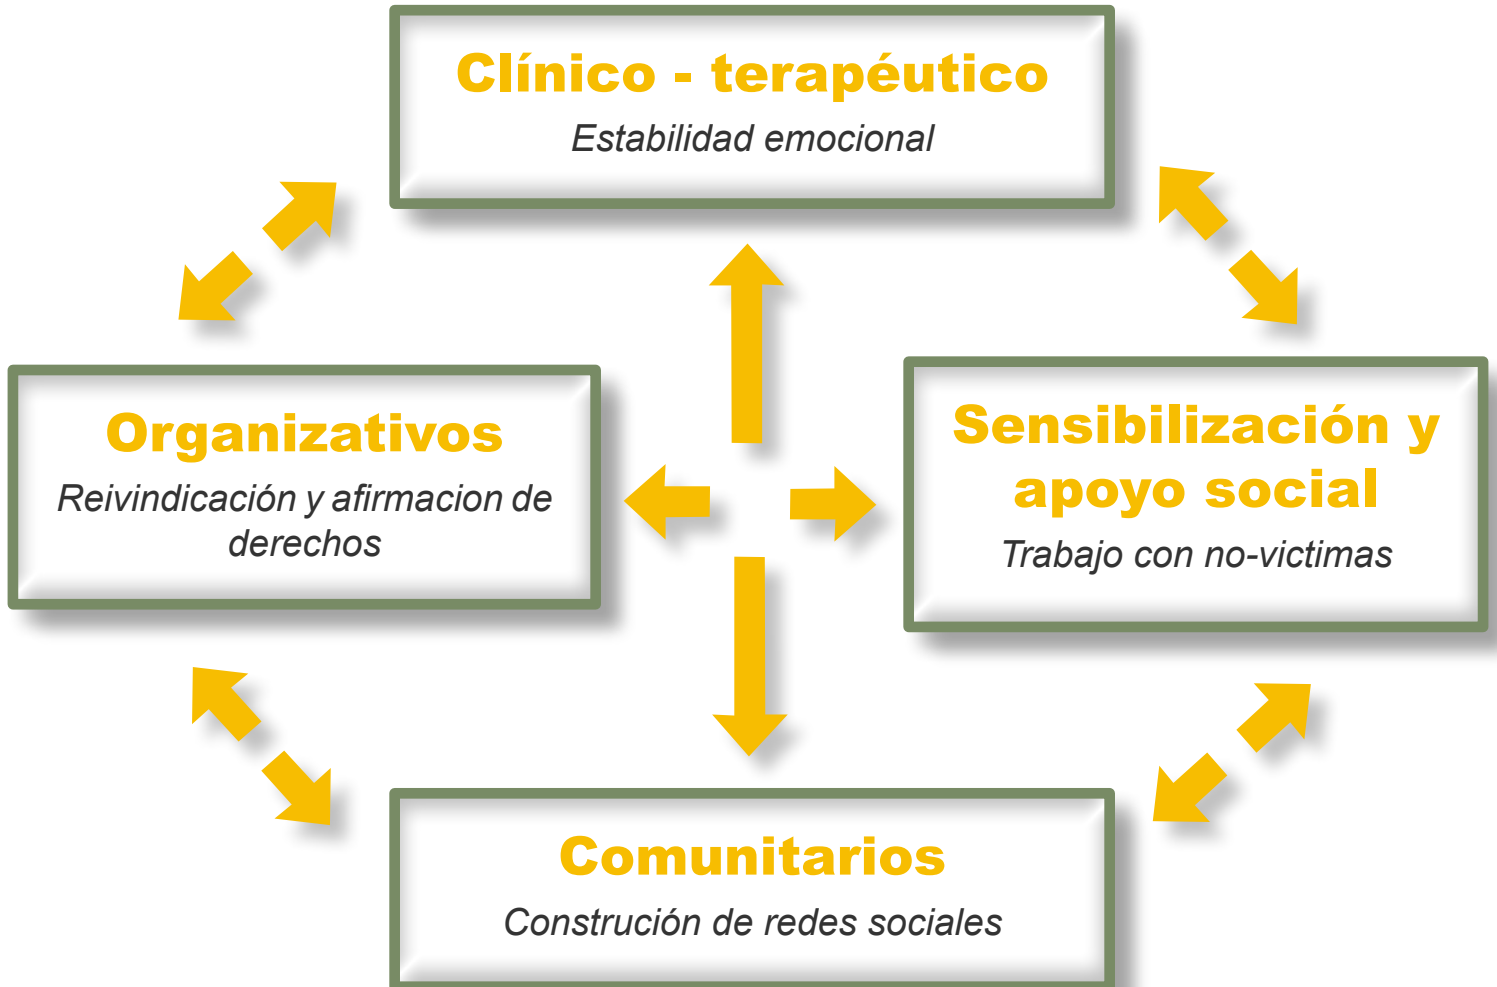 Clínico - terapéutico
Estabilidad emocional
Organizativos
Reivindicación y afirmacion de
derechos
Sensibilización y
apoyo social
Trabajo con no-victimas
Comunitarios
Construción de redes sociales